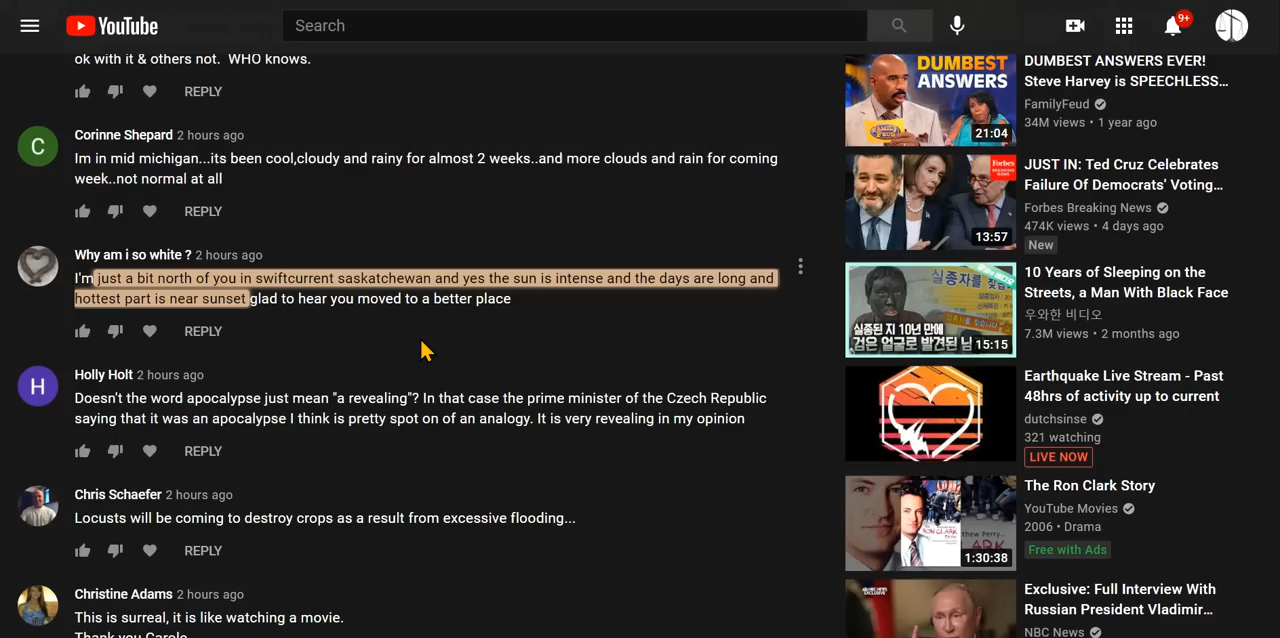 YouTube
Search
9+
ok with it & others not. WHO knows.
REPLY
C
Corinne Shepard 2 hours ago
Im in mid michigan...its been cool,cloudy and rainy for almost 2 weeks..and more clouds and rain for coming
week..not normal at all
REPLY
Why am i so white ? 2 hours ago
I'm just a bit north of you in swiftcurrent saskatchewan and yes the sun is intense and the days are long and
hottest part is near sunset glad to hear you moved to a better place
REPLY
H
Holly Holt 2 hours ago
Doesn't the word apocalypse just mean "a revealing"? In that case the prime minister of the Czech Republic
saying that it was an apocalypse I think is pretty spot on of an analogy. It is very revealing in my opinion
REPLY
Chris Schaefer 2 hours ago
Locusts will be coming to destroy crops as a result from excessive flooding...
REPLY
Christine Adams 2 hours ago
This is surreal, it is like watching a movie.
Thank you Carole
DUMBEST
ANSWERS
21:04
DUMBEST ANSWERS EVER!
Steve Harvey is SPEECHLESS...
FamilyFeud
34M views • 1 year ago
Forbes
13:57
JUST IN: Ted Cruz Celebrates
Failure Of Democrats' Voting...
Forbes Breaking News
474K views • 4 days ago
New
실종된 지 10년 만에
검은 얼굴로 발견된 남
15:15
10 Years of Sleeping on the
Streets, a Man With Black Face
우와한 비디오
7.3M views • 2 months ago
Earthquake Live Stream - Past
48hrs of activity up to current
dutchsinse
321 watching
LIVE NOW
1:30:38
The Ron Clark Story
YouTube Movies
2006 • Drama
Free with Ads
Exclusive: Full Interview With
Russian President Vladimir...
NBC News